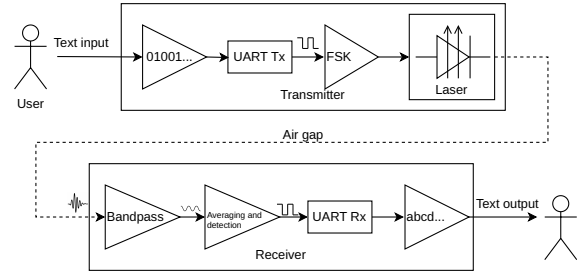 Text input
01001...
UART Tx
FSK
Laser
User
Transmitter
Air gap
Bandpass
Averaging and
detection
UART Rx
abcd...
Text output
Receiver